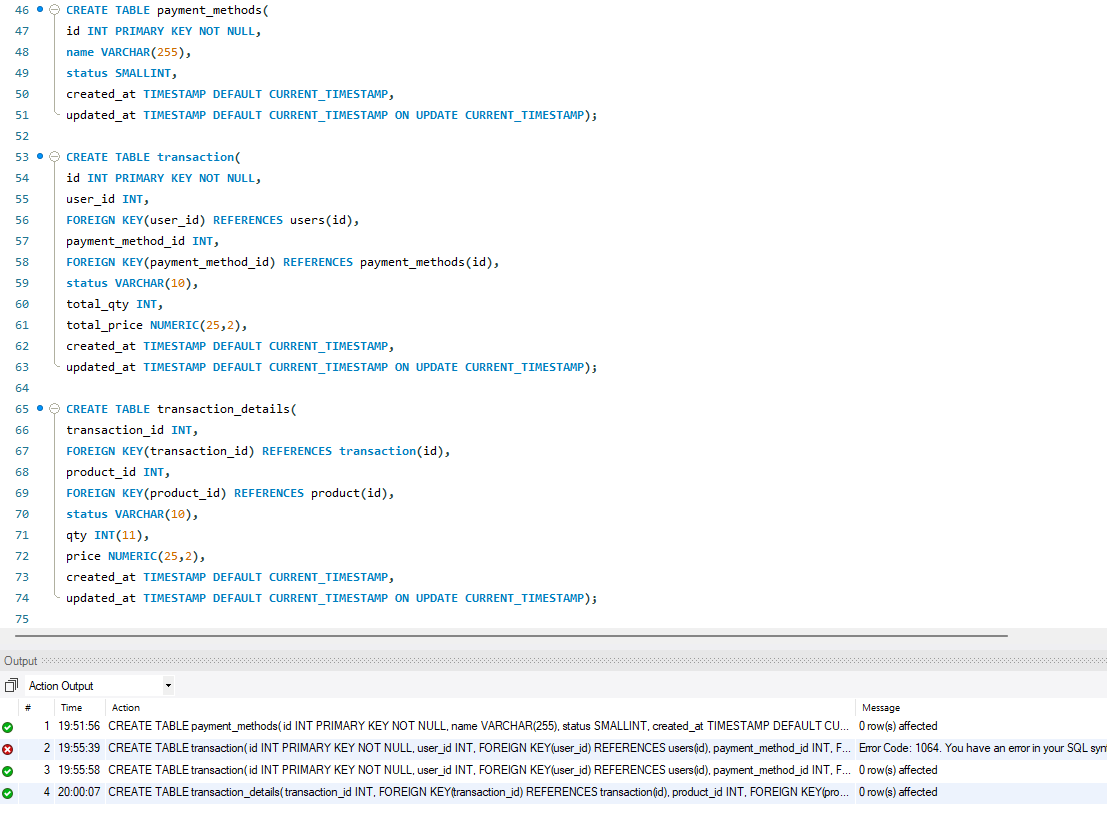 46 CREATE TABLE payment_methods(
47 id INT PRIMARY KEY NOT NULL,
48 name VARCHAR(255),
49 status SMALLINT,
50 created_at TIMESTAMP DEFAULT CURRENT_TIMESTAMP,
51 updated_at TIMESTAMP DEFAULT CURRENT_TIMESTAMP ON UPDATE CURRENT_TIMESTAMP);
52
53 CREATE TABLE transaction(
54 id INT PRIMARY KEY NOT NULL,
55 user_id INT,
56 FOREIGN KEY(user_id) REFERENCES users(id),
57 payment_method_id INT,
58 FOREIGN KEY(payment_method_id) REFERENCES payment_methods(id),
59 status VARCHAR(10),
60 total_qty INT,
61 total_price NUMERIC(25,2),
62 created_at TIMESTAMP DEFAULT CURRENT_TIMESTAMP,
63 updated_at TIMESTAMP DEFAULT CURRENT_TIMESTAMP ON UPDATE CURRENT_TIMESTAMP);
64
65 CREATE TABLE transaction_details(
66 transaction_id INT,
67 FOREIGN KEY(transaction_id) REFERENCES transaction(id),
68 product_id INT,
69 FOREIGN KEY(product_id) REFERENCES product(id),
70 status VARCHAR(10),
71 qty INT(11),
72 price NUMERIC(25,2),
73 created_at TIMESTAMP DEFAULT CURRENT_TIMESTAMP,
74 updated_at TIMESTAMP DEFAULT CURRENT_TIMESTAMP ON UPDATE CURRENT_TIMESTAMP);
75
Output
Action Output
# Time Action Message
1 19:51:56 CREATE TABLE payment_methods( id INT PRIMARY KEY NOT NULL, name VARCHAR(255), status SMALLINT, created_at TIMESTAMP DEFAULT CU... 0 row(s) affected
2 19:55:39 CREATE TABLE transaction( id INT PRIMARY KEY NOT NULL, user_id INT, FOREIGN KEY(user_id) REFERENCES users(id), payment_method_id INT, F... Error Code: 1064. You have an error in your SQL syn
3 19:55:58 CREATE TABLE transaction( id INT PRIMARY KEY NOT NULL, user_id INT, FOREIGN KEY(user_id) REFERENCES users(id), payment_method_id INT, F... 0 row(s) affected
4 20:00:07 CREATE TABLE transaction_details( transaction_id INT, FOREIGN KEY(transaction_id) REFERENCES transaction(id), product_id INT, FOREIGN KEY(pro... 0 row(s) affected